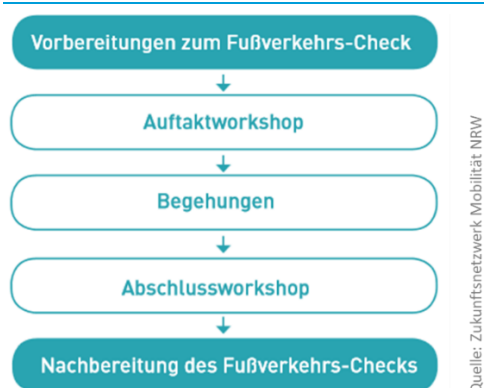 Vorbereitungen zum Fußverkehrs-Check
Auftaktworkshop
Begehungen
Abschlussworkshop
Nachbereitung des Fußverkehrs-Checks
Quelle: Zukunftsnetzwerk Mobilität NRW